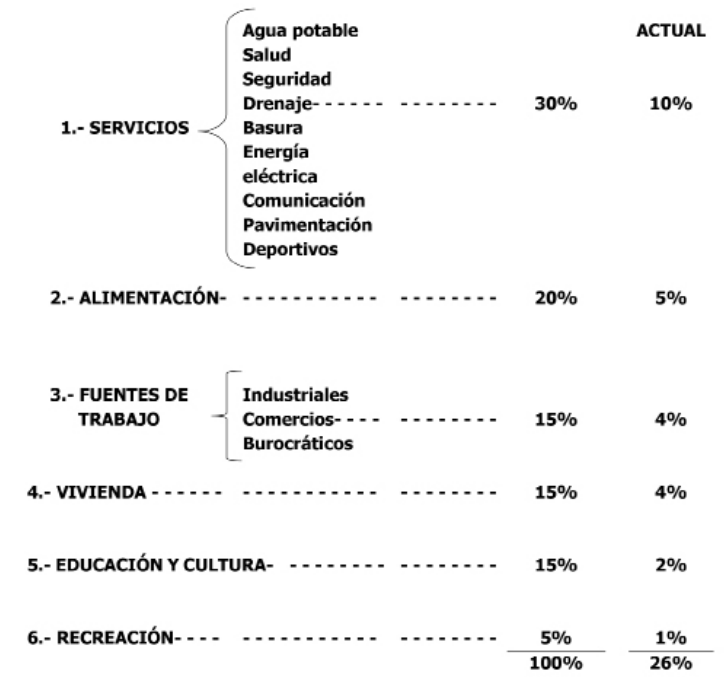 Agua potable ACTUAL
Salud
Seguridad
Drenaje- - - - - - - - - - - - - - 30% 10%
1.- SERVICIOS Basura
Energía
eléctrica
Comunicación
Pavimentación
Deportivos
2.- ALIMENTACIÓN- - - - - - - - - - - - - - - - - - - - 20% 5%
3.- FUENTES DE Industriales
TRABAJO Comercios- - - - - - - - - - - - 15% 4%
Burocráticos
4.- VIVIENDA - - - - - - - - - - - - - - - - - - - - - - - - - 15% 4%
5.- EDUCACIÓN Y CULTURA- - - - - - - - - - - - - - - - - 15% 2%
6.- RECREACIÓN- - - - - - - - - - - - - - - - - - - - - - - 5% 1%
100% 26%